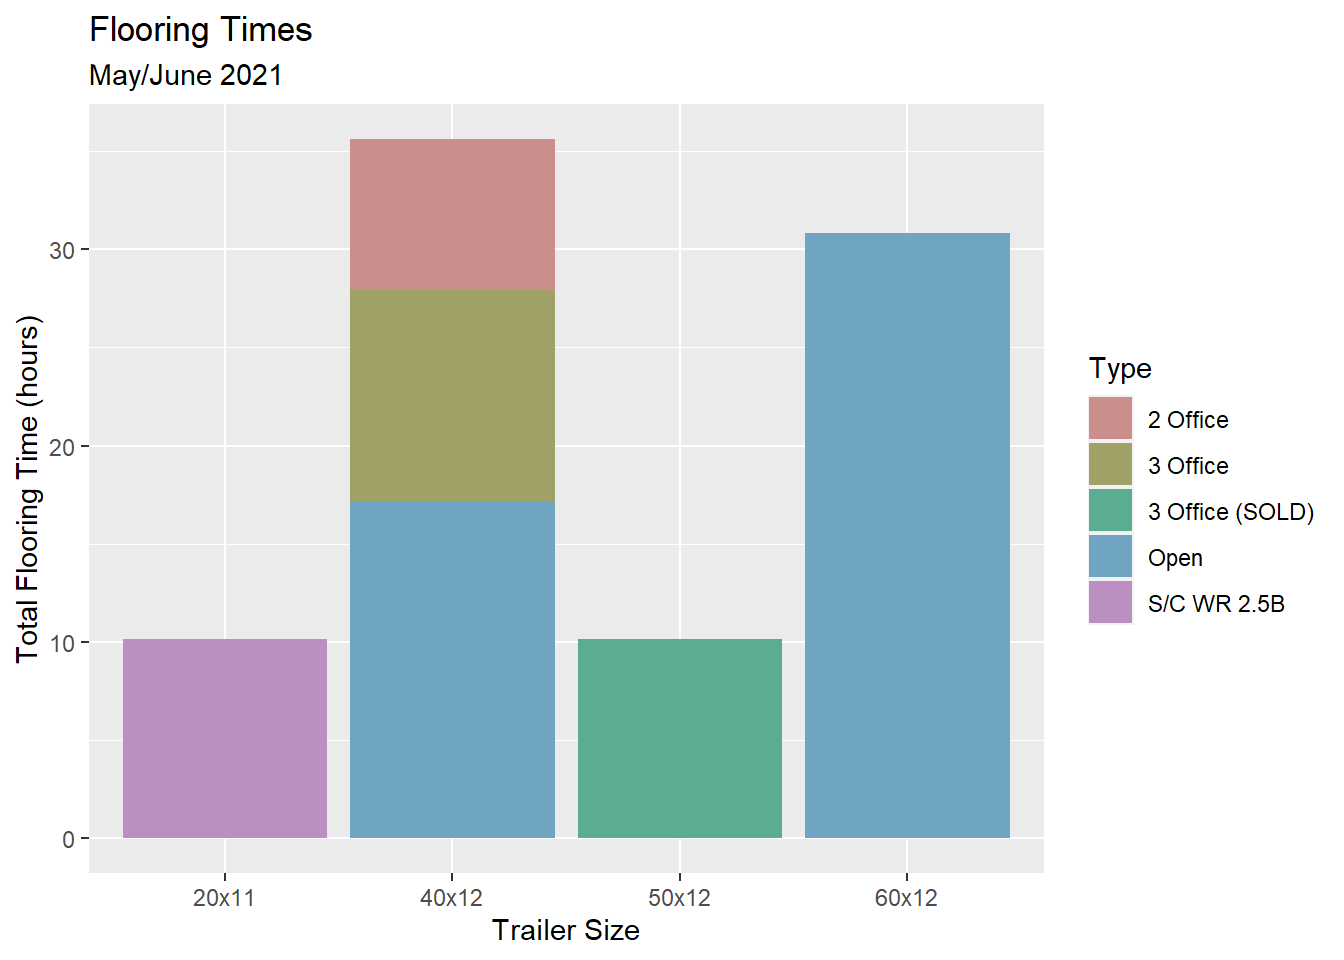 Flooring Times
May/June 2021
Total Flooring Time (hours)
30
20
10
0
20x11 40x12 50x12 60x12
Trailer Size
Type
2 Office
3 Office
3 Office (SOLD)
Open
S/C WR 2.5B